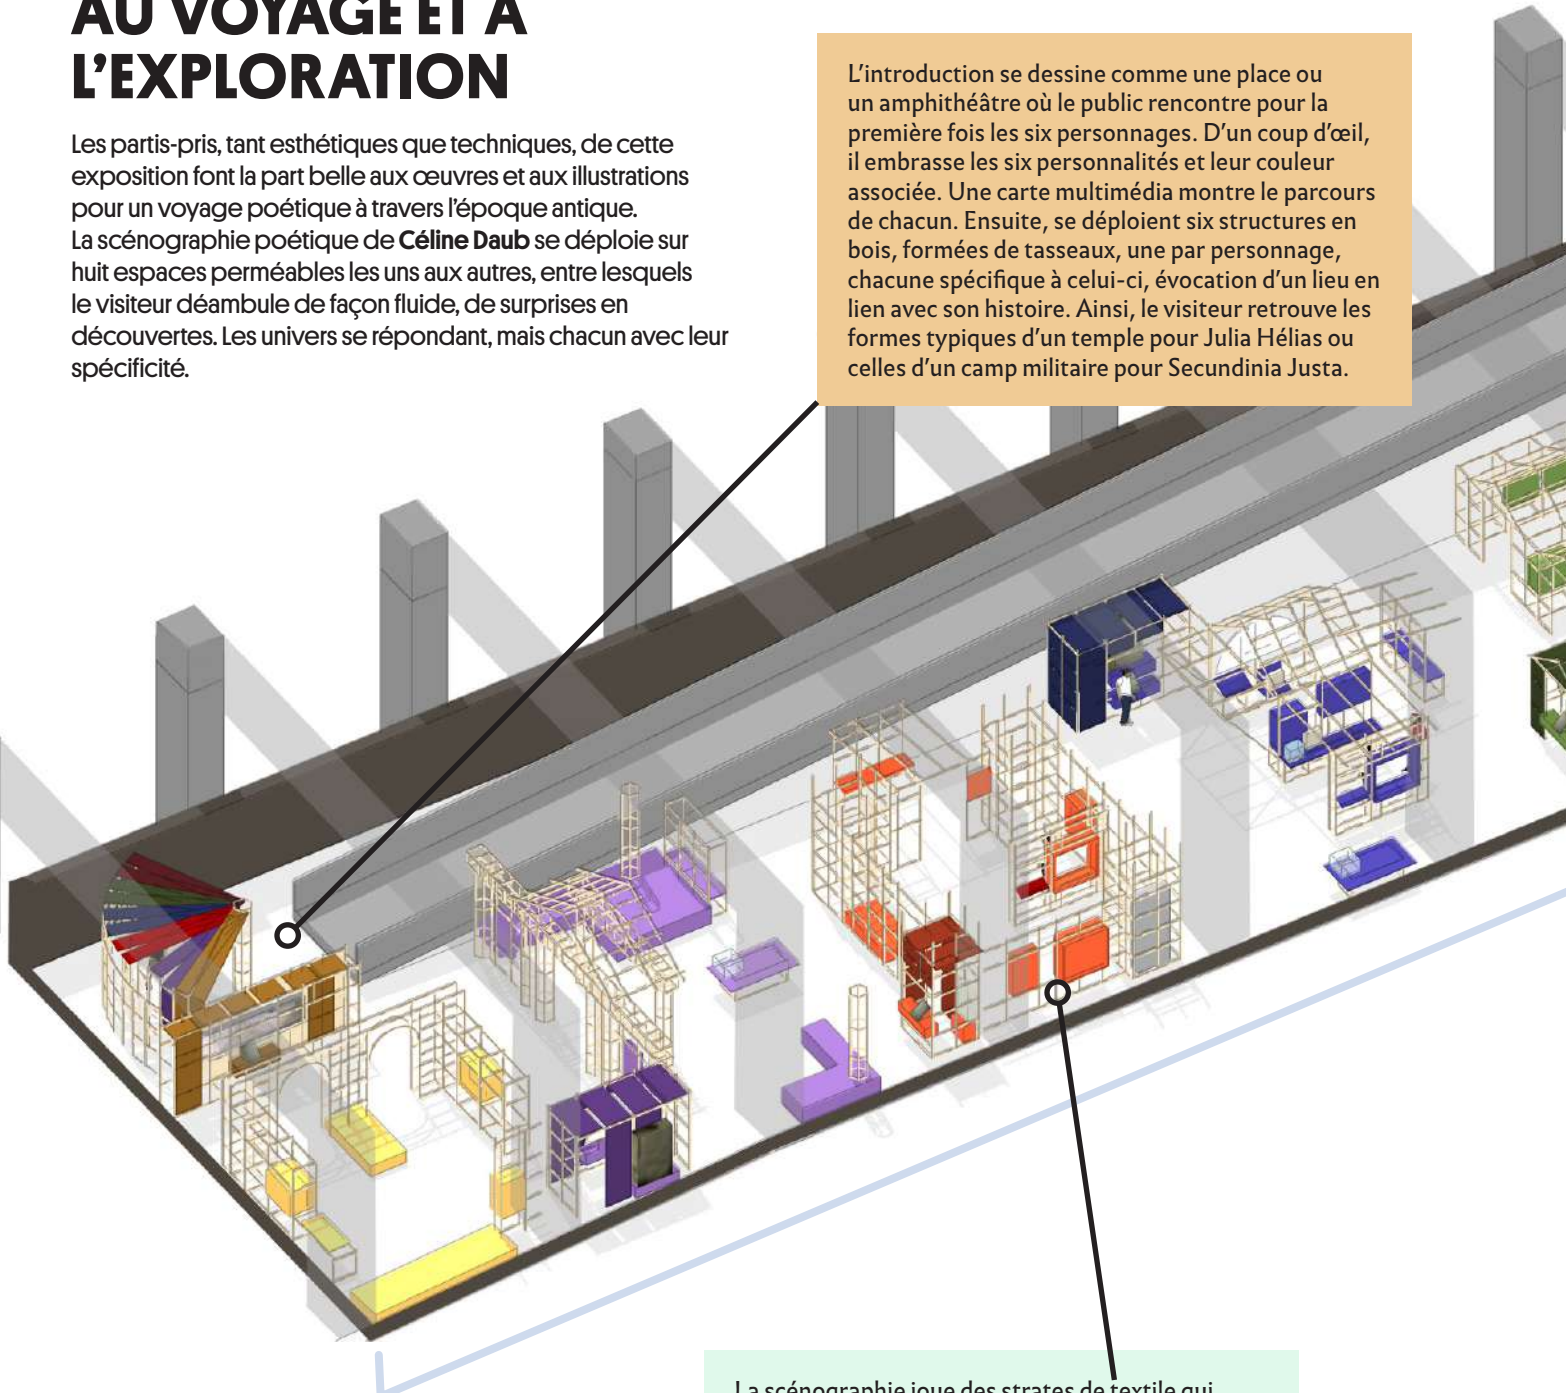 AU VOYAGE ET À
L'EXPLORATION
Les partis-pris, tant esthétiques que techniques, de cette
exposition font la part belle aux œuvres et aux illustrations
pour un voyage poétique à travers l'époque antique.
La scénographie poétique de Céline Daub se déploie sur
huit espaces perméables les uns aux autres, entre lesquels
le visiteur déambule de façon fluide, de surprises en
découvertes. Les univers se répondant, mais chacun avec leur
spécificité.
L'introduction se dessine comme une place ou
un amphithéâtre où le public rencontre pour la
première fois les six personnages. D'un coup d'œil,
il embrasse les six personnalités et leur couleur
associée. Une carte multimédia montre le parcours
de chacun. Ensuite, se déploient six structures en
bois, formées de tasseaux, une par personnage,
chacune spécifique à celui-ci, évocation d'un lieu en
lien avec son histoire. Ainsi, le visiteur retrouve les
formes typiques d'un temple pour Julia Hélias ou
celles d'un camp militaire pour Secundinia Justa.
La scénographie joue des strates de textile qui